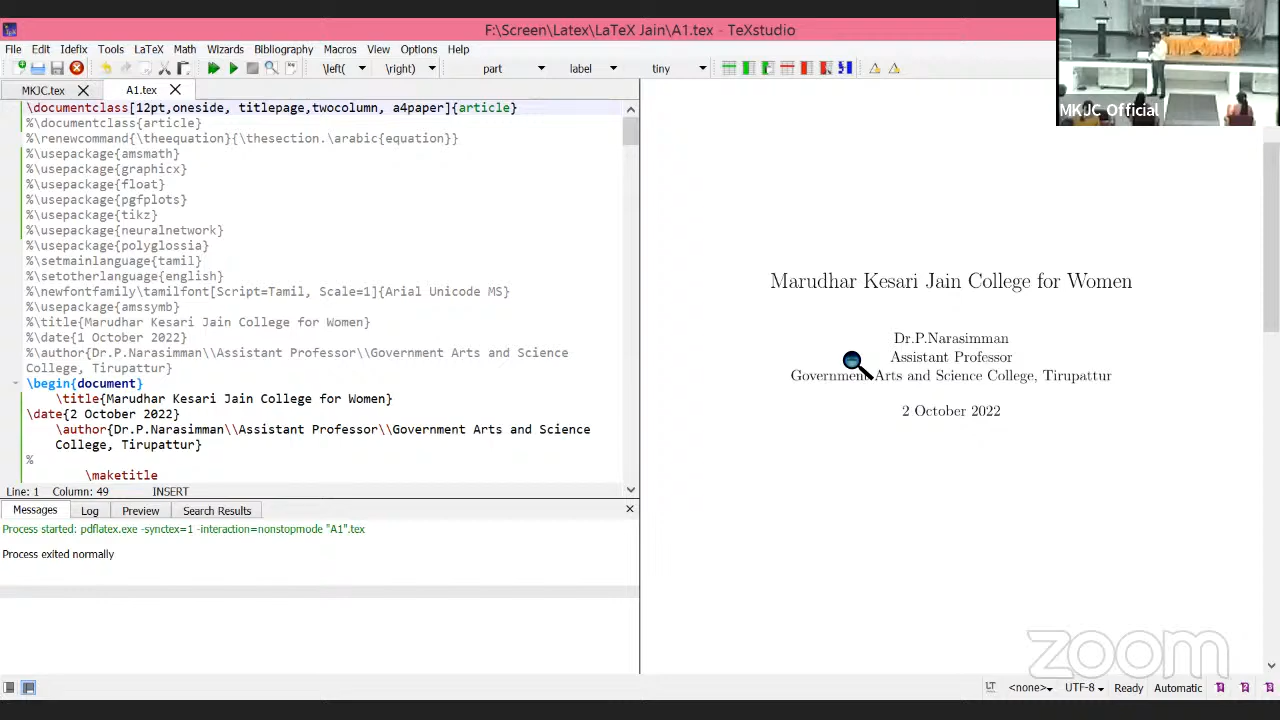 F:\Screen\Latex\LaTeX Jain\A1.tex - TeXstudio
File Edit Idefix Tools LaTeX Math Wizards Bibliography Macros View Options Help
\left( \right) part label tiny
MKJC.tex A1.tex
\documentclass[12pt,oneside, titlepage,twocolumn, a4paper]{article}
%\documentclass{article}
%\renewcommand{\theequation}{\thesection.\arabic{equation}}
%\usepackage{amsmath}
%\usepackage{graphicx}
%\usepackage{float}
%\usepackage{pgfplots}
%\usepackage{tikz}
%\usepackage{neuralnetwork}
%\usepackage{polyglossia}
%\setmainlanguage{tamil}
%\setotherlanguage{english}
%\newfontfamily\tamilfont[Script=Tamil, Scale=1]{Arial Unicode MS}
%\usepackage{amssymb}
%\title{Marudhar Kesari Jain College for Women}
%\date{1 October 2022}
%\author{Dr.P.Narasimman\\Assistant Professor\\Government Arts and Science
College, Tirupattur}
\begin{document}
\title{Marudhar Kesari Jain College for Women}
\date{2 October 2022}
\author{Dr.P.Narasimman\\Assistant Professor\\Government Arts and Science
College, Tirupattur}
%
\maketitle
Line: 1 Column: 49 INSERT
Messages Log Preview Search Results
Process started: pdflatex.exe -synctex=1 -interaction=nonstopmode "A1".tex
Process exited normally
Marudhar Kesari Jain College for Women
Dr.P.Narasimman
Assistant Professor
Government Arts and Science College, Tirupattur
2 October 2022
MKJC Official
zoom
LT <none> UTF-8 Ready Automatic